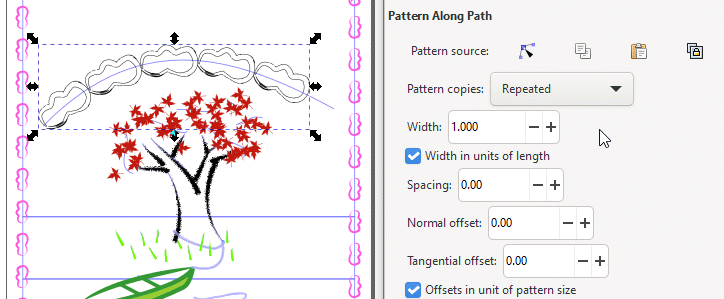 Pattern Along Path
Pattern source:
Pattern copies: Repeated
Width: 1.000
Width in units of length
Spacing: 0.00
Normal offset: 0.00
Tangential offset: 0.00
Offsets in unit of pattern size